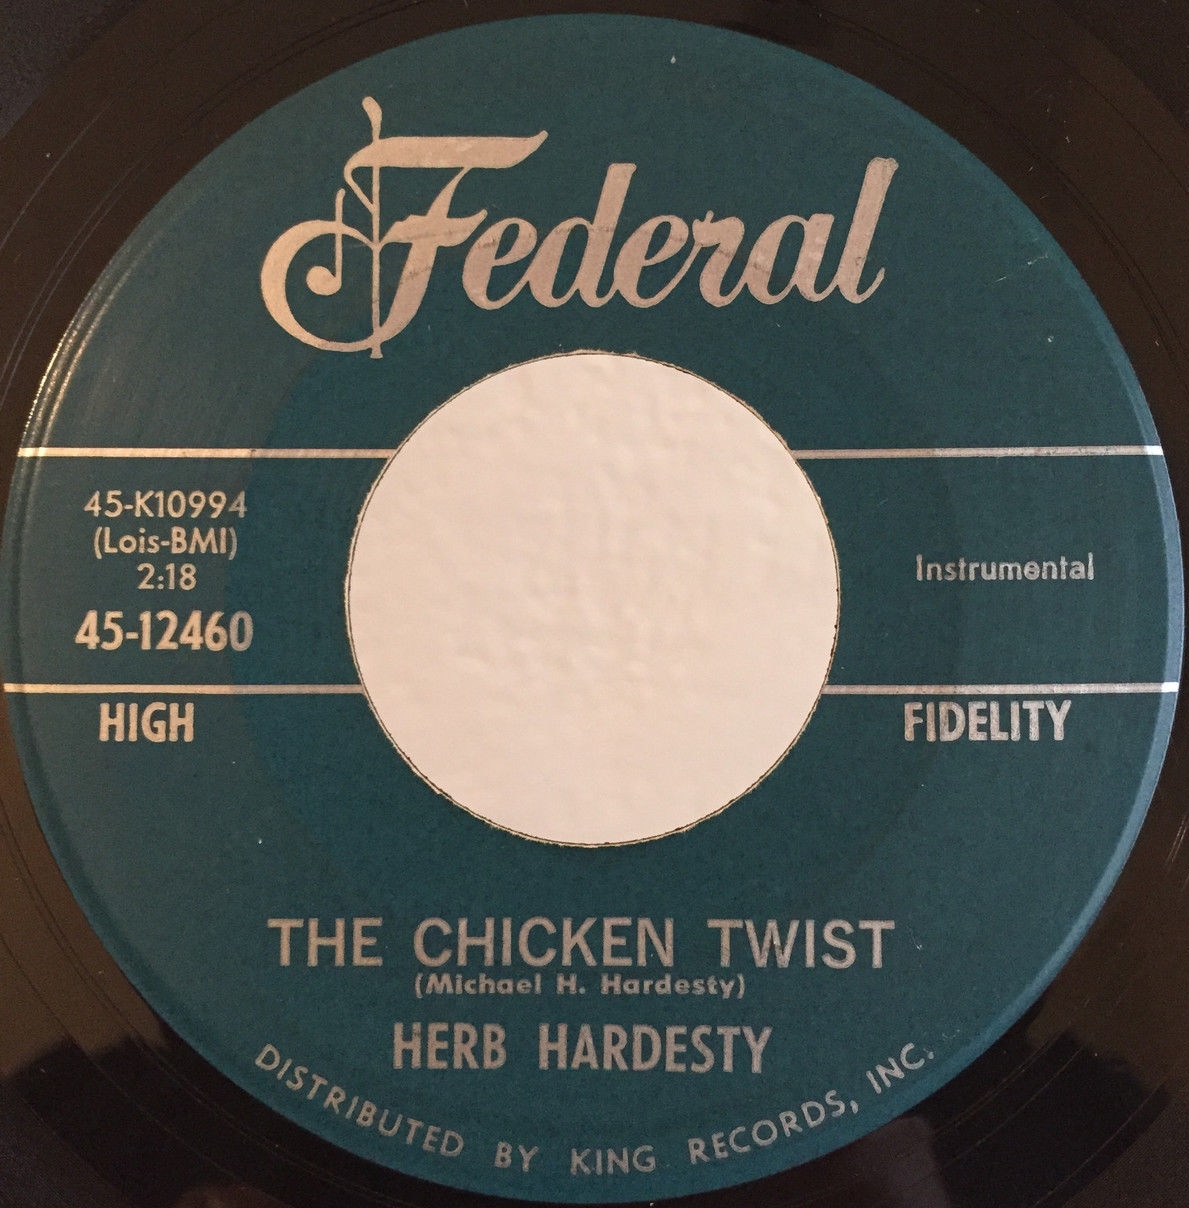 Federal
45-K10994
(Lois-BMI)
2:18
45-12460
Instrumental
HIGH FIDELITY
THE CHICKEN TWIST
(Michael H. Hardesty)
HERB HARDESTY
DISTRIBUTED BY KING RECORDS, INC.